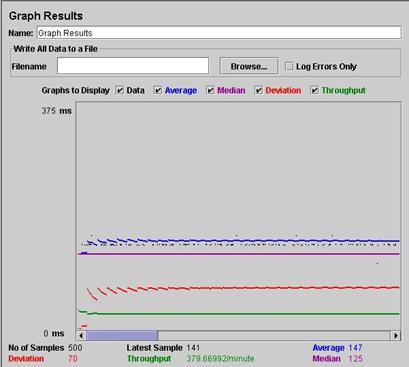 Graph Results
Name: Graph Results
Write All Data to a File
Filename Browse... Log Errors Only
Graphs to Display Data Average Median Deviation Throughput
375 ms
0 ms
No of Samples 500 Latest Sample 141 Average 147
Deviation 70 Throughput 379.66992/minute Median 125